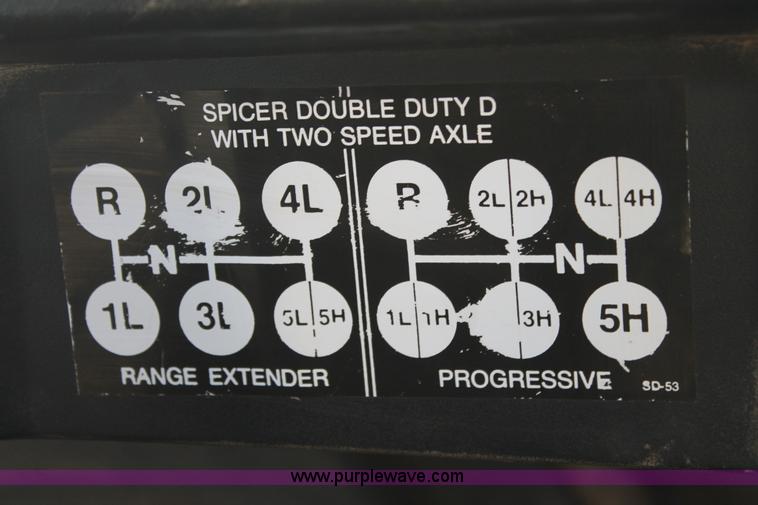 SPICER DOUBLE DUTY D
WITH TWO SPEED AXLE
R 2L 4L
N
1L 3L 5L 5H
RANGE EXTENDER
R 2L 2H 4L 4H
N
1L 1H 3H 5H
PROGRESSIVE
SD-53
www.purplewave.com